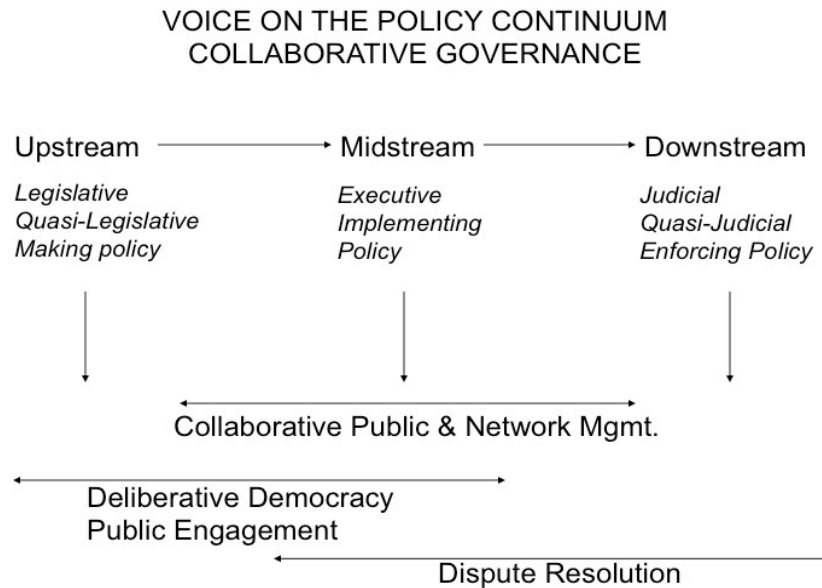 VOICE ON THE POLICY CONTINUUM
COLLABORATIVE GOVERNANCE
Upstream
Midstream
Downstream
Legislative
Quasi-Legislative
Making policy
Executive
Implementing
Policy
Judicial
Quasi-Judicial
Enforcing Policy
Collaborative Public & Network Mgmt.
Deliberative Democracy
Public Engagement
Dispute Resolution